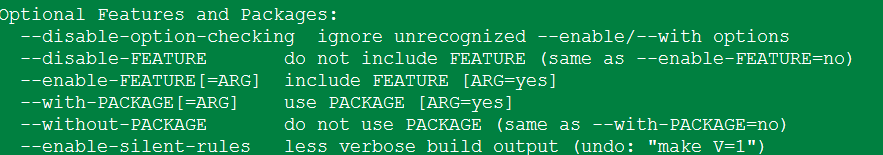 Optional Features and Packages:
  --disable-option-checking  ignore unrecognized --enable/--with options
  --disable-FEATURE       do not include FEATURE (same as --enable-FEATURE=no)
  --enable-FEATURE[=ARG]  include FEATURE [ARG=yes]
  --with-PACKAGE[=ARG]    use PACKAGE [ARG=yes]
  --without-PACKAGE       do not use PACKAGE (same as --with-PACKAGE=no)
  --enable-silent-rules   less verbose build output (undo: "make V=1")